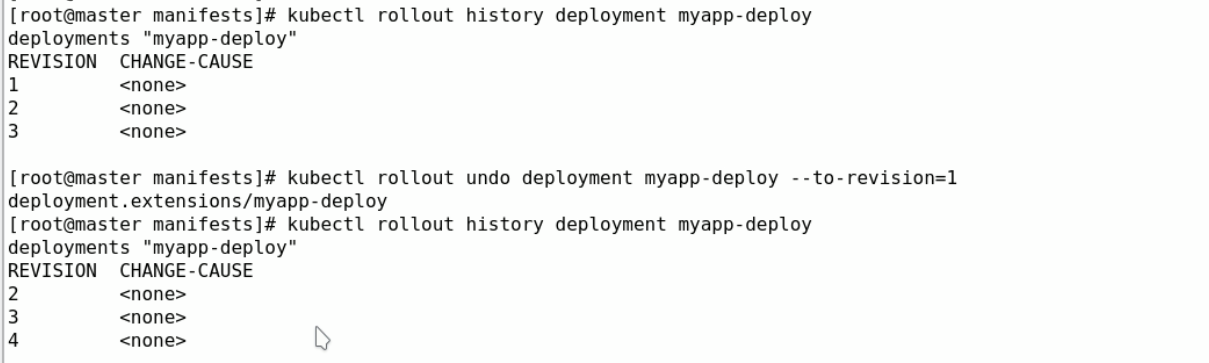 [root@master manifests]# kubectl rollout history deployment myapp-deploy
deployments "myapp-deploy"
REVISION  CHANGE-CAUSE
1         <none>
2         <none>
3         <none>

[root@master manifests]# kubectl rollout undo deployment myapp-deploy --to-revision=1
deployment.extensions/myapp-deploy
[root@master manifests]# kubectl rollout history deployment myapp-deploy
deployments "myapp-deploy"
REVISION  CHANGE-CAUSE
2         <none>
3         <none>
4         <none>